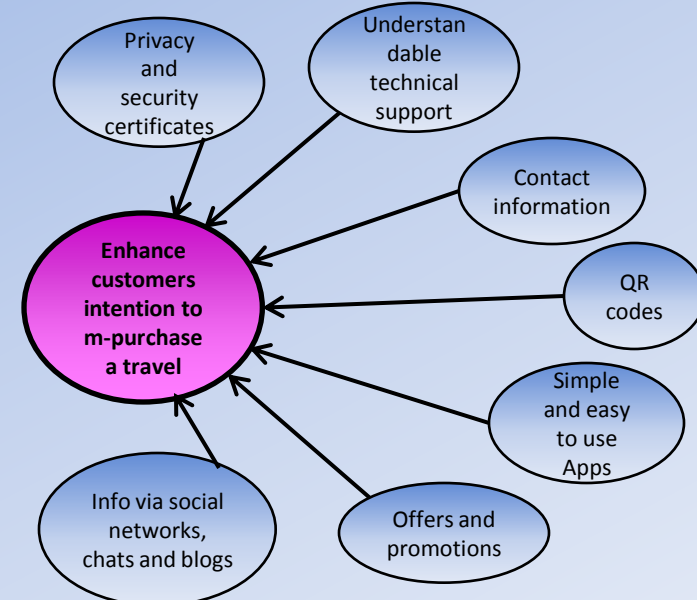 Privacy
and
security
certificates
Understan
dable
technical
support
Contact
information
QR
codes
Simple
and easy
to use
Apps
Offers and
promotions
Info via social
networks,
chats and blogs
Enhance
customers
intention to
m-purchase
a travel